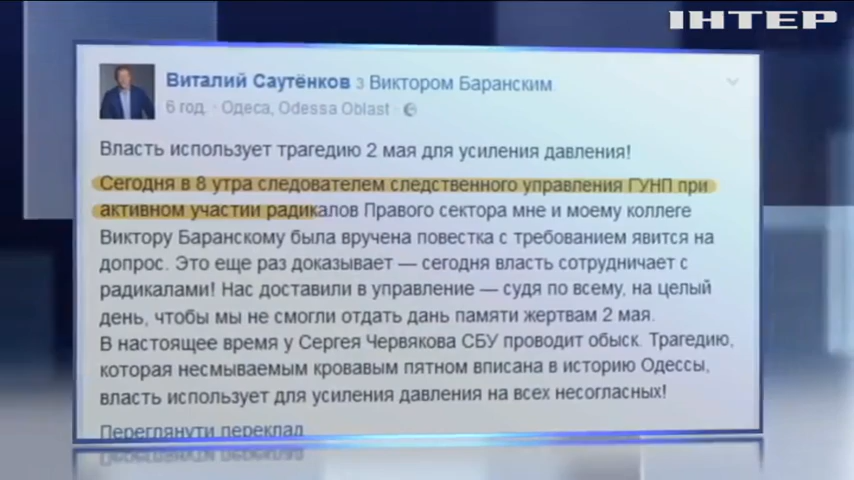 ІНТЕР
Виталий Саутёнков з Виктором Баранским.
6 год. · Одеса, Odessa Oblast ·
Власть использует трагедию 2 мая для усиления давления!
Сегодня в 8 утра следователем следственного управления ГУНП при
активном участии радикалов Правого сектора мне и моему коллеге
Виктору Баранскому была вручена повестка с требованием явится на
допрос. Это еще раз доказывает — сегодня власть сотрудничает с
радикалами! Нас доставили в управление — судя по всему, на целый
день, чтобы мы не смогли отдать дань памяти жертвам 2 мая.
В настоящее время у Сергея Червякова СБУ проводит обыск. Трагедию,
которая несмываемым кровавым пятном вписана в историю Одессы,
власть использует для усиления давления на всех несогласных!
Переглянути переклад